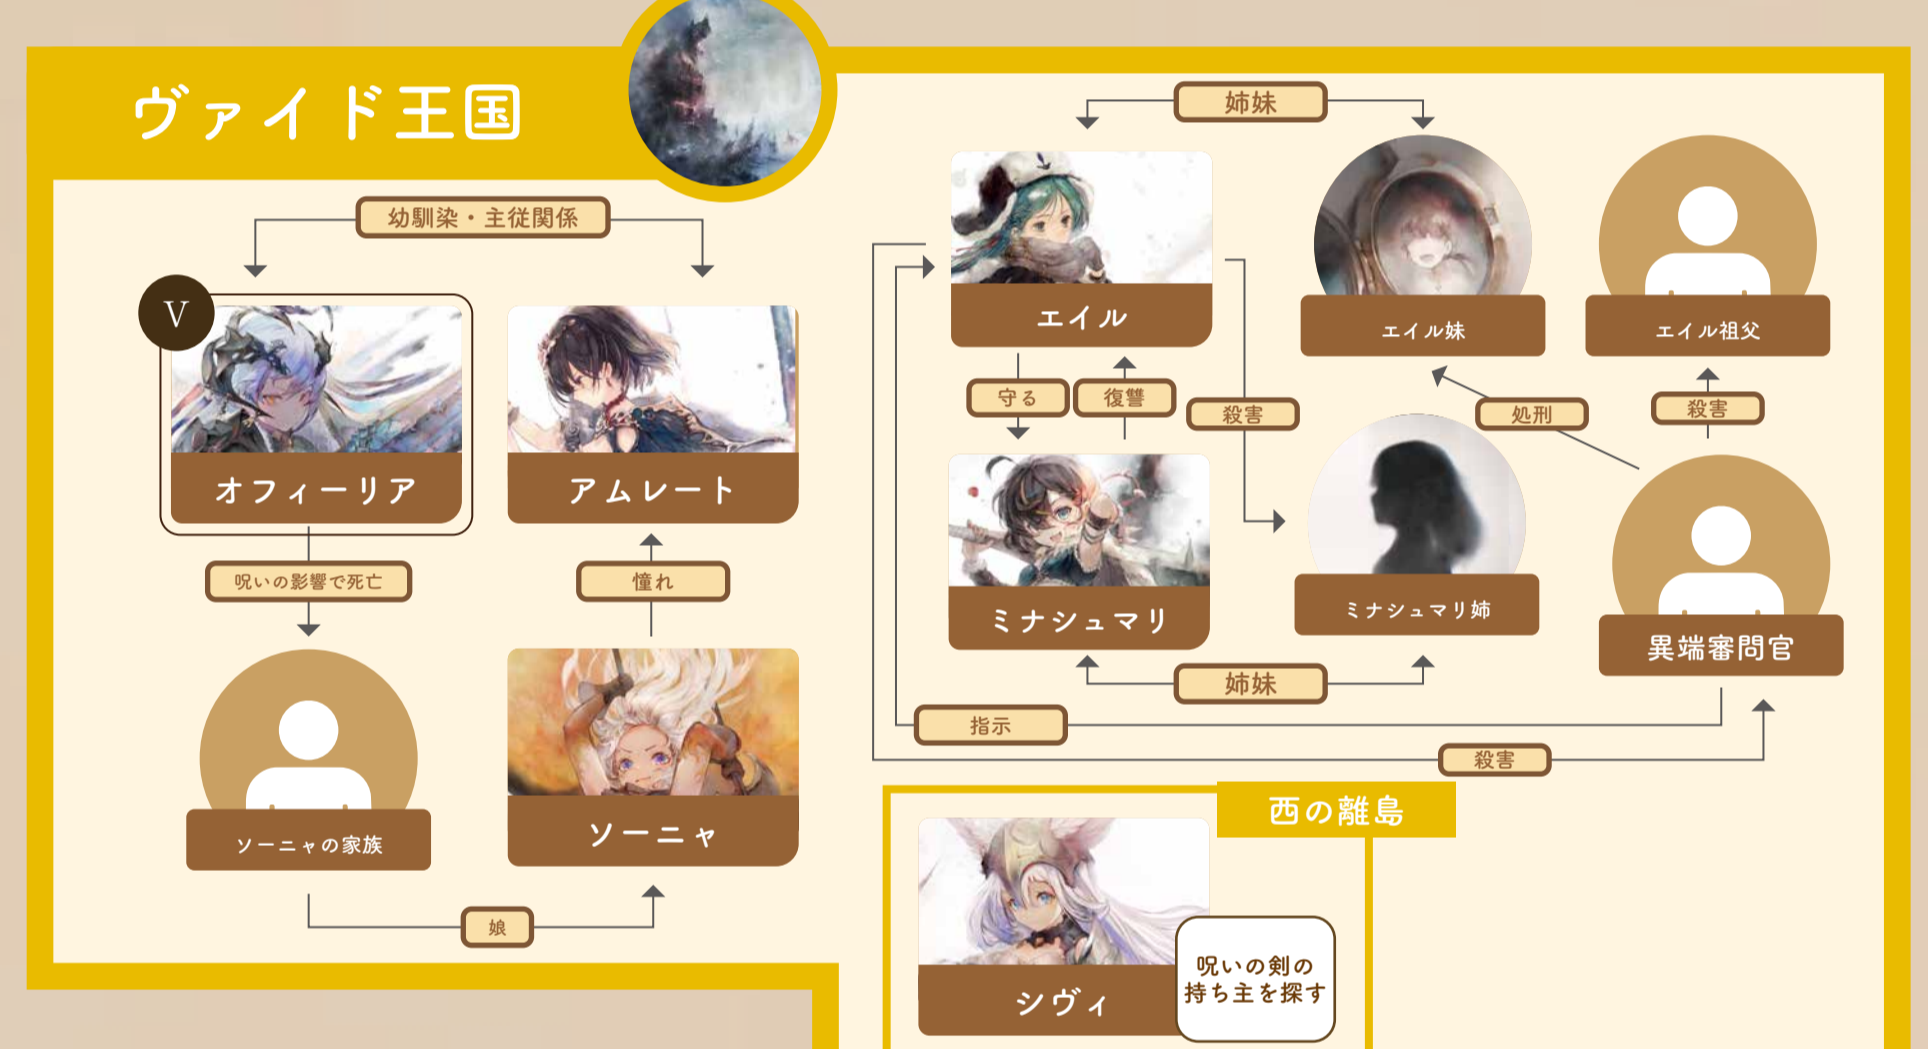 ヴァイド王国
幼馴染・主従関係
V
オフィーリア
アムレート
呪いの影響で死亡
憧れ
ソーニャの家族
ソーニャ
娘
姉妹
エイル
エイル妹
エイル祖父
守る
復讐
殺害
処刑
殺害
ミナシュマリ
ミナシュマリ姉
異端審問官
姉妹
指示
殺害
西の離島
シヴィ
呪いの剣の
持ち主を探す